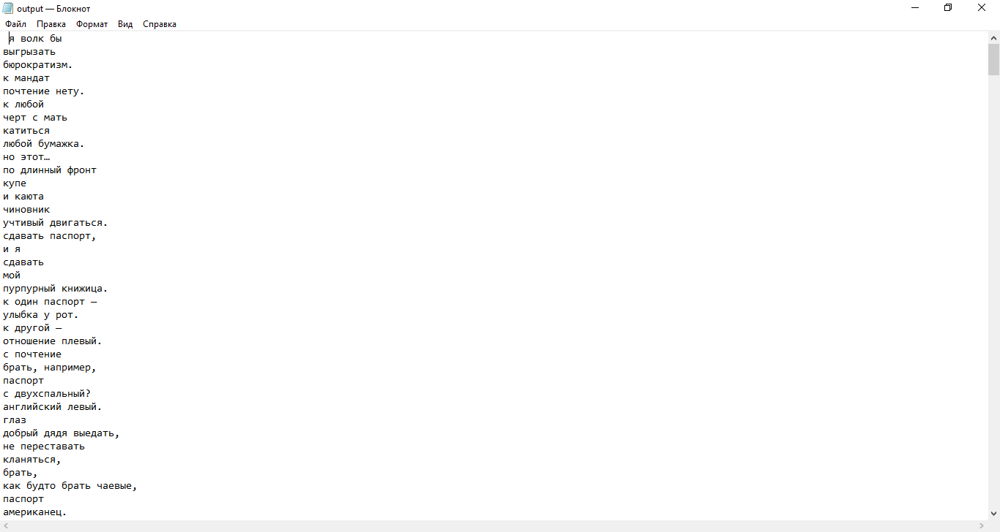 output — Блокнот
Файл Правка Формат Вид Справка
я волк бы
выгрызать
бюрократизм.
к мандат
почтение нету.
к любой
черт с мать
катиться
любой бумажка.
но этот…
по длинный фронт
купе
и каюта
чиновник
учтивый двигаться.
сдавать паспорт,
и я
сдавать
мой
пурпурный книжица.
к один паспорт —
улыбка у рот.
к другой —
отношение плевый.
с почтение
брать, например,
паспорт
с двухспальный?
английский левый.
глаз
добрый дядя выедать,
не переставать
кланяться,
брать,
как будто брать чаевые,
паспорт
американец.